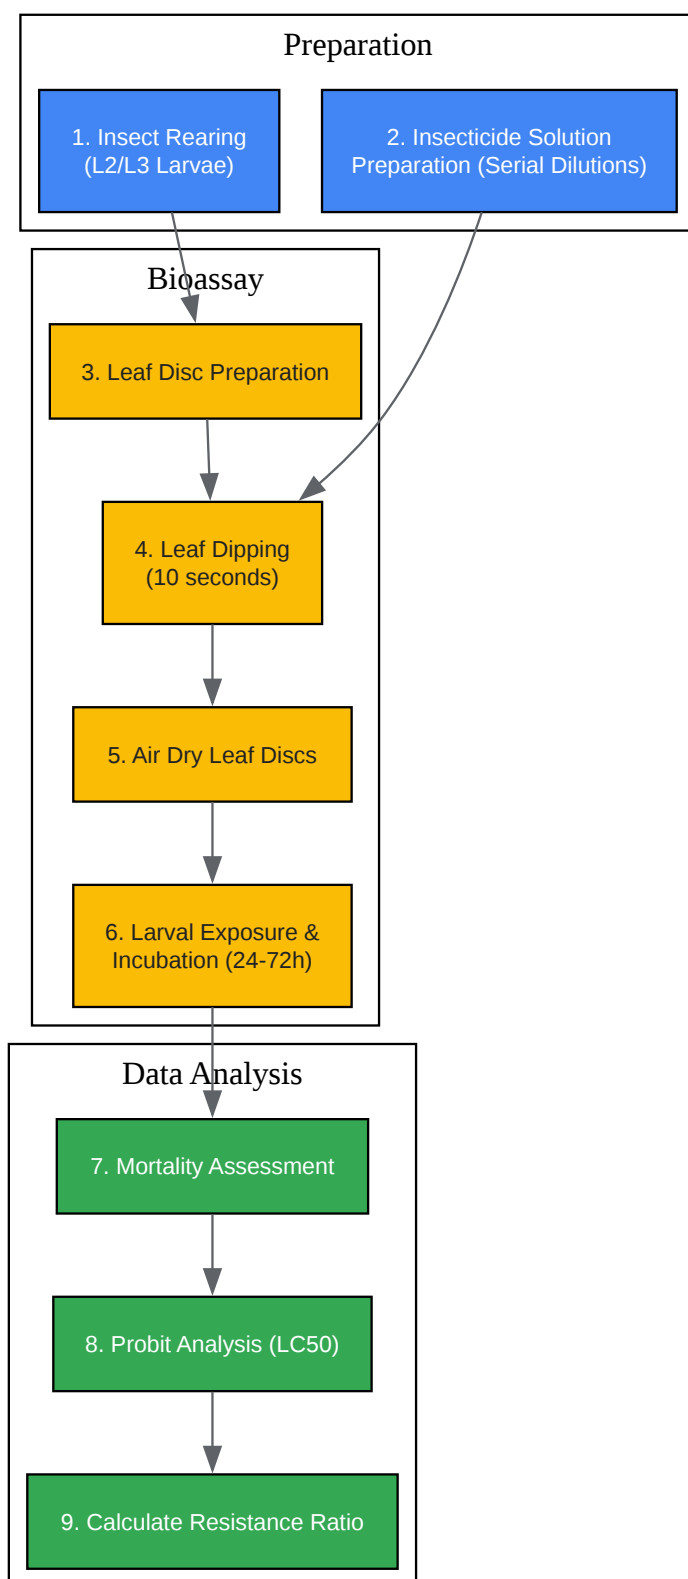 Preparation
1. Insect Rearing
(L2/L3 Larvae)
2. Insecticide Solution
Preparation (Serial Dilutions)
Bioassay
3. Leaf Disc Preparation
4. Leaf Dipping
(10 seconds)
5. Air Dry Leaf Discs
6. Larval Exposure &
Incubation (24-72h)
Data Analysis
7. Mortality Assessment
8. Probit Analysis (LC50)
9. Calculate Resistance Ratio